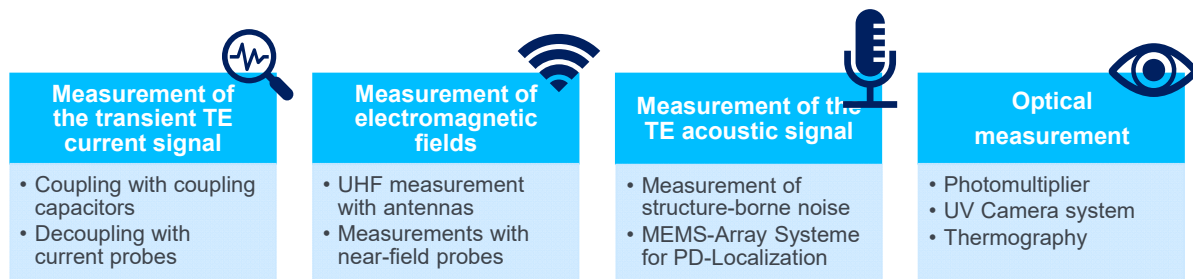 Measurement of
the transient TE
current signal
• Coupling with coupling
capacitors
• Decoupling with
current probes
Measurement of
electromagnetic
fields
• UHF measurement
with antennas
• Measurements with
near-field probes
Measurement of the
TE acoustic signal
• Measurement of
structure-borne noise
• MEMS-Array Systeme
for PD-Localization
Optical
measurement
• Photomultiplier
• UV Camera system
• Thermography